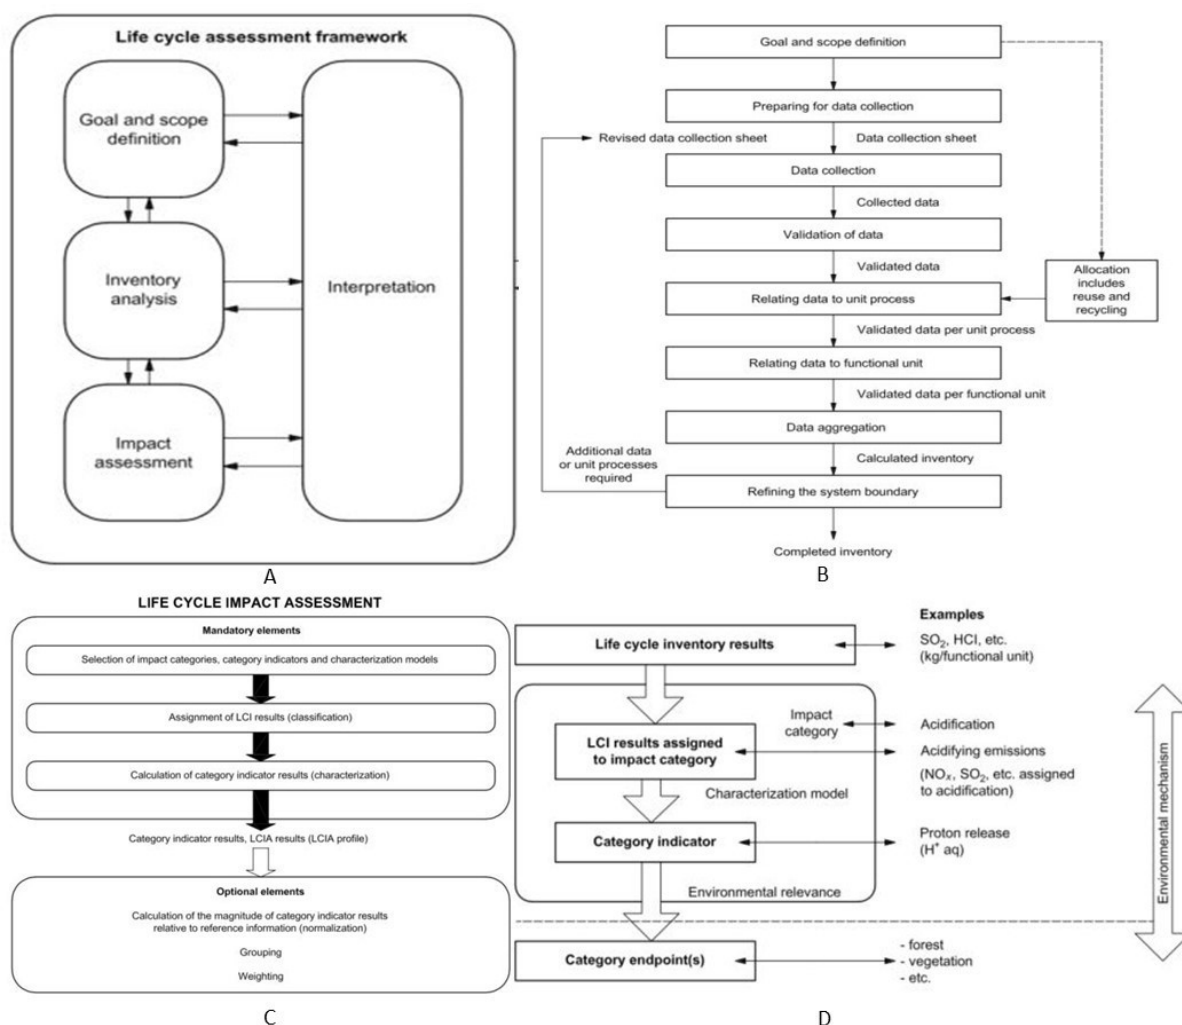 Life cycle assessment framework
Goal and scope
definition
Inventory
analysis
Impact
assessment
Interpretation
A
Goal and scope definition
Preparing for data collection
Revised data collection sheet
Data collection sheet
Data collection
Collected data
Validation of data
Validated data
Allocation
includes
reuse and
recycling
Relating data to unit process
Validated data per unit process
Relating data to functional unit
Validated data per functional unit
Data aggregation
Additional data
or unit processes
required
Calculated inventory
Refining the system boundary
Completed inventory
B
LIFE CYCLE IMPACT ASSESSMENT
Mandatory elements
Selection of impact categories, category indicators and characterization models
Assignment of LCI results (classification)
Calculation of category indicator results (characterization)
Category indicator results, LCIA results (LCIA profile)
Optional elements
Calculation of the magnitude of category indicator results
relative to reference information (normalization)
Grouping
Weighting
C
Examples
Life cycle inventory results
SO₂, HCl, etc.
(kg/functional unit)
Impact
category
Acidification
LCI results assigned
to impact category
Acidifying emissions
(NOₓ, SO₂, etc. assigned
to acidification)
Characterization model
Category indicator
Proton release
(H⁺ aq)
Environmental relevance
Environmental mechanism
Category endpoint(s)
- forest
- vegetation
- etc.
D